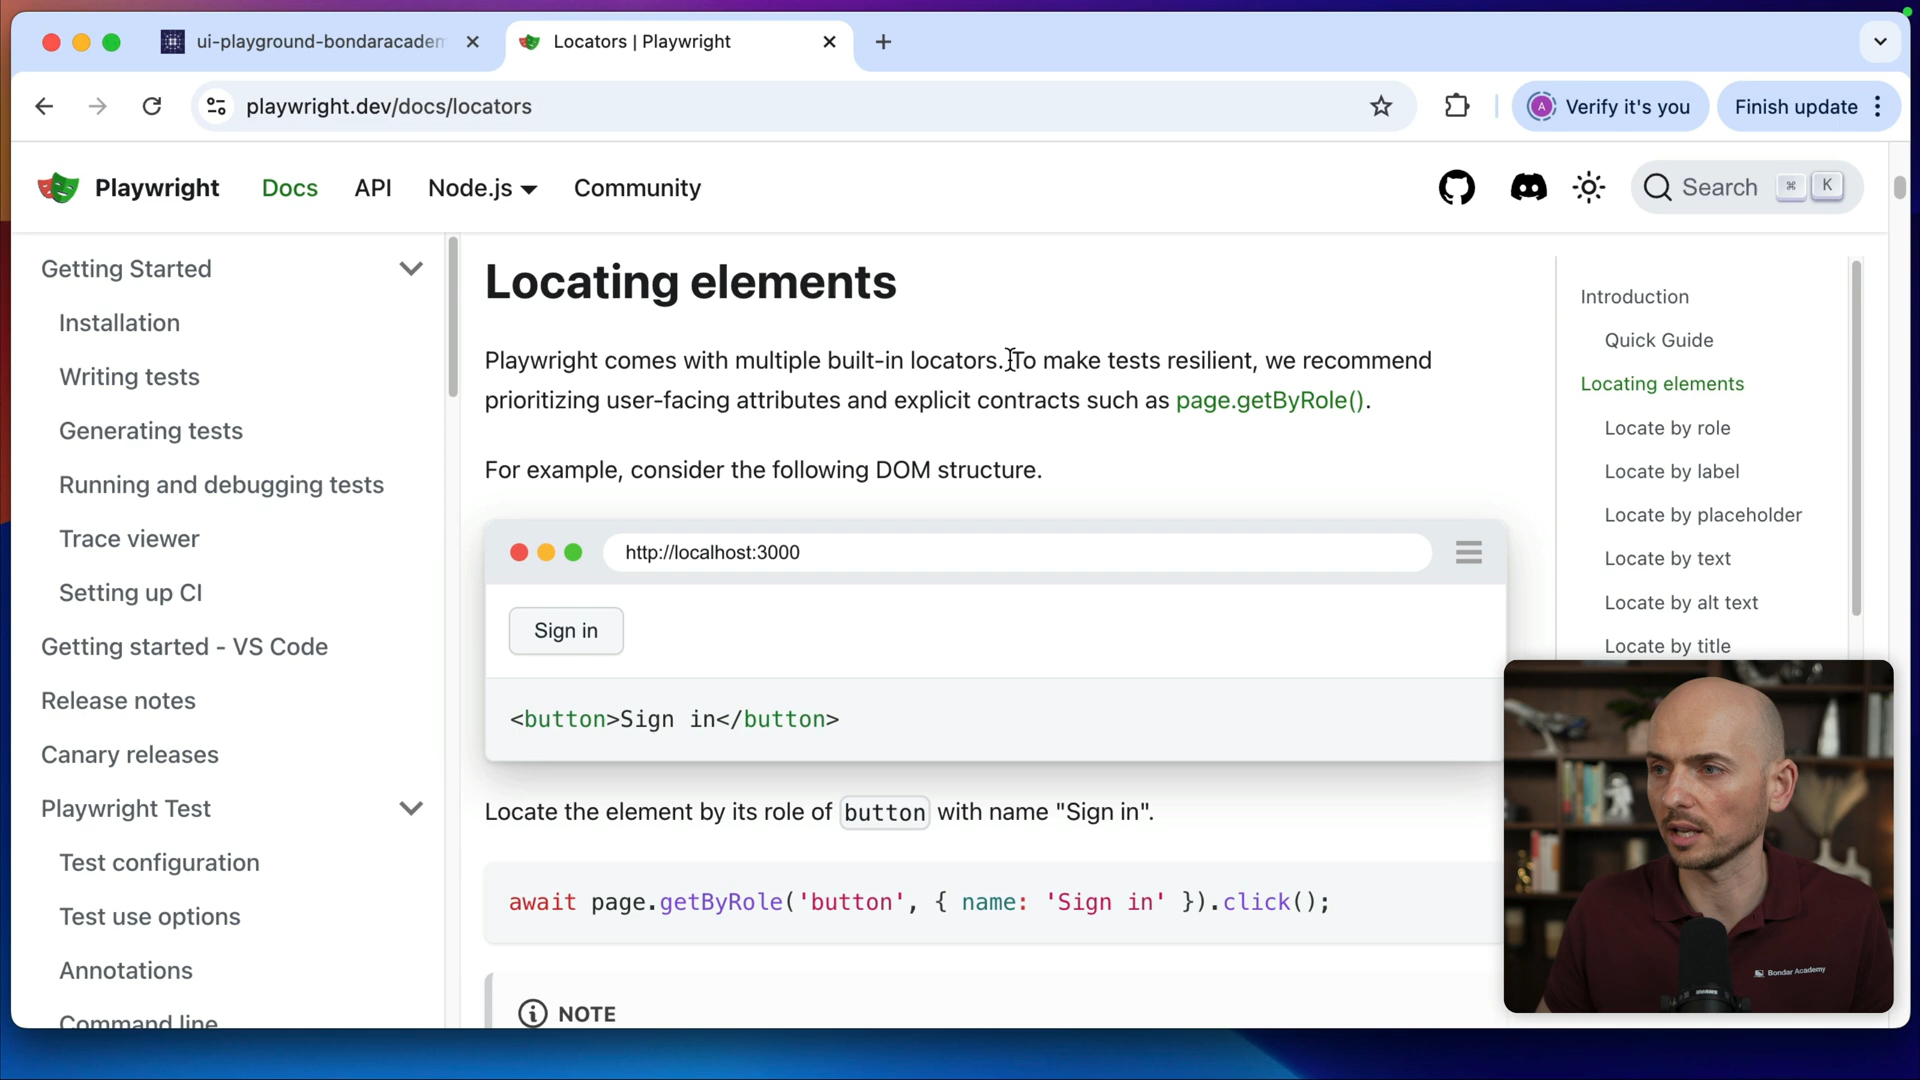 ui-playground-bondaracadem
Locators | Playwright
playwright.dev/docs/locators
A
Verify it's you
Finish update
Playwright
Docs
API
Node.js
Community
Search
⌘
K
Getting Started
Installation
Writing tests
Generating tests
Running and debugging tests
Trace viewer
Setting up CI
Getting started - VS Code
Release notes
Canary releases
Playwright Test
Test configuration
Test use options
Annotations
Command line
Locating elements
Playwright comes with multiple built-in locators. To make tests resilient, we recommend
prioritizing user-facing attributes and explicit contracts such as page.getByRole().
For example, consider the following DOM structure.
http://localhost:3000
Sign in
<button>Sign in</button>
Locate the element by its role of button with name "Sign in".
await page.getByRole('button', { name: 'Sign in' }).click();
NOTE
Introduction
Quick Guide
Locating elements
Locate by role
Locate by label
Locate by placeholder
Locate by text
Locate by alt text
Locate by title
Bondar Academy